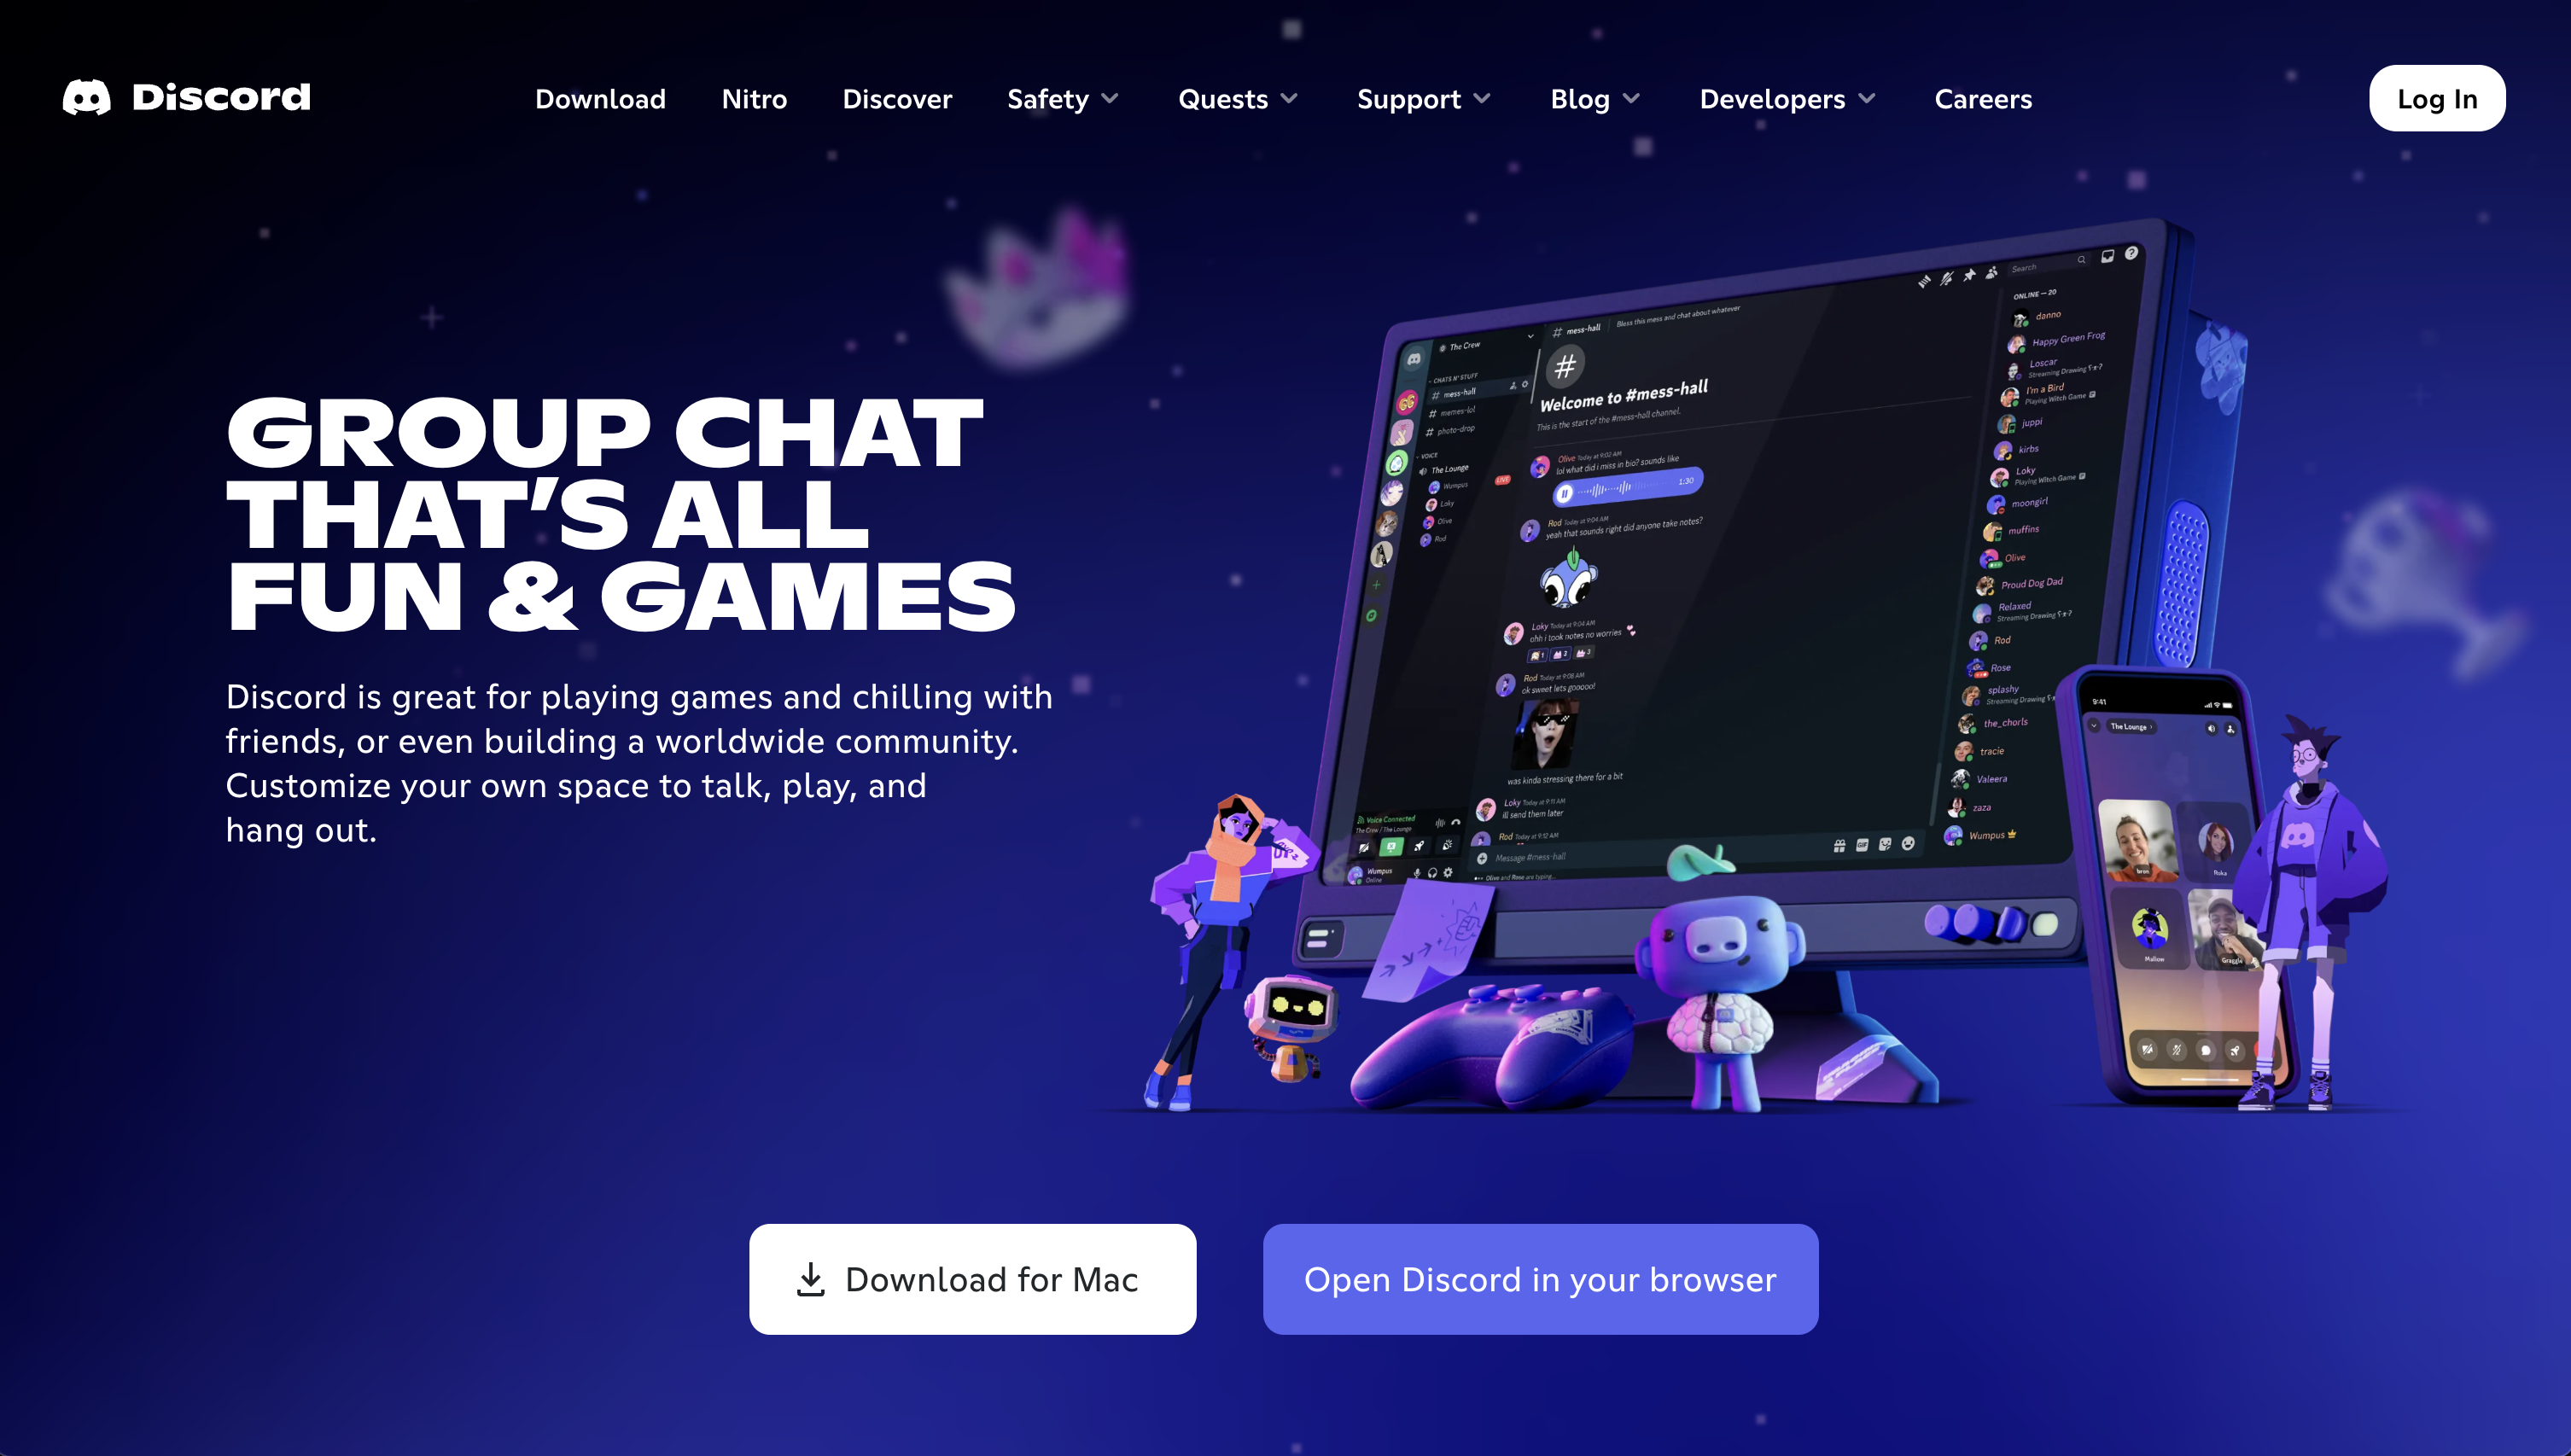 Discord
Download
Nitro
Discover
Safety
Quests
Support
Blog
Developers
Careers
Log In
GROUP CHAT
THAT'S ALL
FUN & GAMES
Discord is great for playing games and chilling with
friends, or even building a worldwide community.
Customize your own space to talk, play, and
hang out.
The Crew
CHATS N' STUFF
# mess-hall
# memes-lol
# photo-drop
VOICE
The Lounge
Wumpus
LIVE
Loky
Olive
Rod
Voice Connected
The Crew / The Lounge
Wumpus
Online
# mess-hall
Bless this mess and chat about whatever
Search
#
Welcome to #mess-hall
This is the start of the #mess-hall channel.
Olive Today at 9:02 AM
lol what did i miss in bio? sounds like
1:30
Rod Today at 9:04 AM
yeah that sounds right did anyone take notes?
Loky Today at 9:04 AM
ohh i took notes no worries
1
2
3
Rod Today at 9:08 AM
ok sweet lets gooooo!
was kinda stressing there for a bit
Loky Today at 9:11 AM
ill send them later
Rod Today at 9:12 AM
Message #mess-hall
GIF
Olive and Rose are typing...
ONLINE — 20
danno
Happy Green Frog
Loscar
Streaming Drawing
I'm a Bird
Playing Witch Game
juppi
kirbs
Loky
Playing Witch Game
moongirl
muffins
Olive
Proud Dog Dad
Relaxed
Streaming Drawing
Rod
Rose
splashy
Streaming Drawing
the_chorls
tracie
Valeera
zaza
Wumpus
9:41
The Lounge
bron
Roka
Mallow
Graggle
Download for Mac
Open Discord in your browser